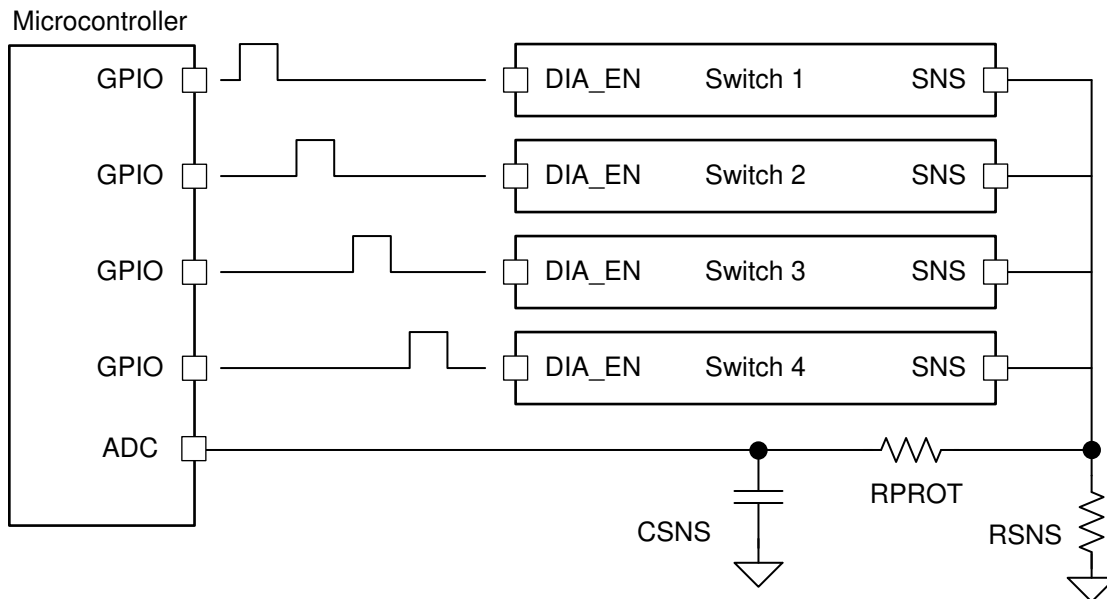 Microcontroller
GPIO DIA_EN Switch 1 SNS
GPIO DIA_EN Switch 2 SNS
GPIO DIA_EN Switch 3 SNS
GPIO DIA_EN Switch 4 SNS
ADC
RPROT
CSNS
RSNS